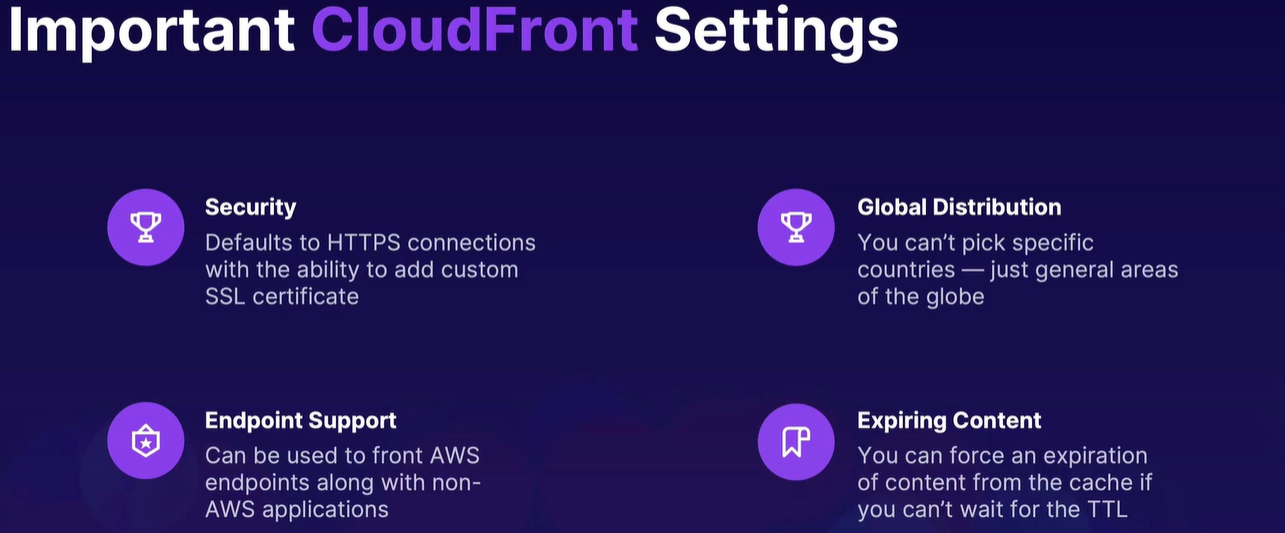 Important CloudFront Settings
Security
Defaults to HTTPS connections
with the ability to add custom
SSL certificate
Global Distribution
You can’t pick specific
countries — just general areas
of the globe
Endpoint Support
Can be used to front AWS
endpoints along with non-
AWS applications
Expiring Content
You can force an expiration
of content from the cache if
you can’t wait for the TTL